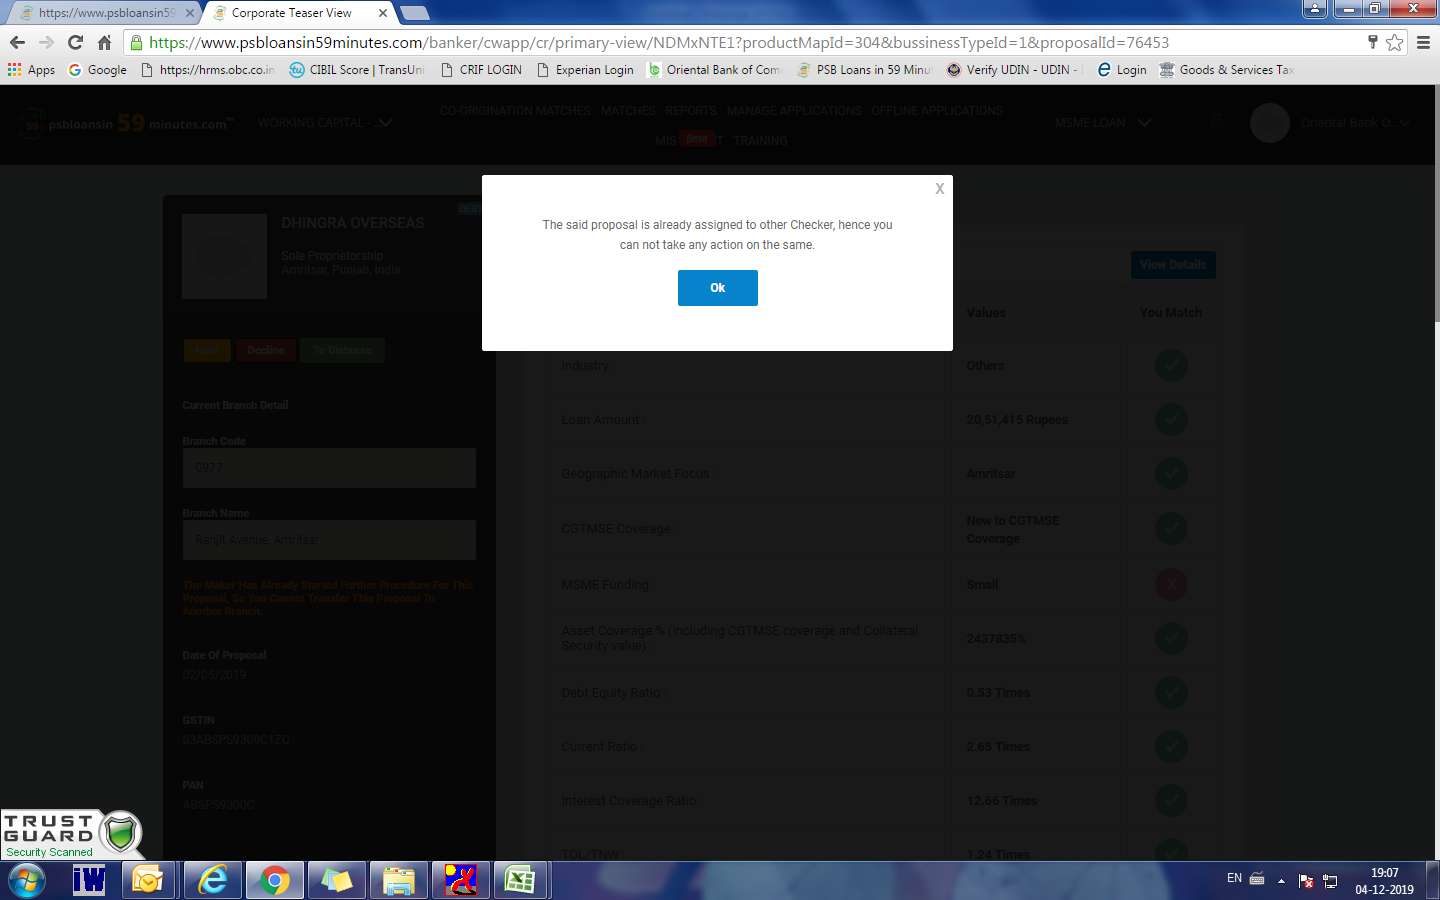 https://www.psbloansin59
Corporate Teaser View
https://www.psbloansin59minutes.com/banker/cwapp/cr/primary-view/NDMxNTE1?productMapId=304&bussinessTypeId=1&proposalId=76453
Apps Google https://hrms.obc.co.in CIBIL Score | TransUni CRIF LOGIN Experian Login Oriental Bank of Com PSB Loans in 59 Minut Verify UDIN - UDIN - Login Goods & Services Tax
psbloansin 59 minutes.com™ WORKING CAPITAL -... CO-ORIGINATION MATCHES MATCHES REPORTS MANAGE APPLICATIONS OFFLINE APPLICATIONS MSME LOAN Oriental Bank O...
MIS Beta T TRAINING
X
The said proposal is already assigned to other Checker, hence you
can not take any action on the same.
Ok
DHINGRA OVERSEAS
Sole Proprietorship
Amritsar, Punjab, India
Hold Decline To Disburse
Current Branch Detail
Branch Code
0977
Branch Name
Ranjit Avenue, Amritsar
The Maker Has Already Started Further Procedure For This
Proposal, So You Cannot Transfer This Proposal To
Another Branch.
Date Of Proposal
02/05/2019
GSTIN
03ABSPS9300C1ZO
PAN
ABSPS9300C
View Details
Values You Match
Industry : Others
Loan Amount : 20,51,415 Rupees
Geographic Market Focus : Amritsar
CGTMSE Coverage : New to CGTMSE
Coverage
MSME Funding : Small X
Asset Coverage % (including CGTMSE coverage and Collateral
Security value) : 2437835%
Debt Equity Ratio : 0.53 Times
Current Ratio : 2.65 Times
Interest Coverage Ratio : 12.66 Times
TOL/TNW : 1.24 Times
TRUST
GUARD
Security Scanned
iW
EN
19:07
04-12-2019